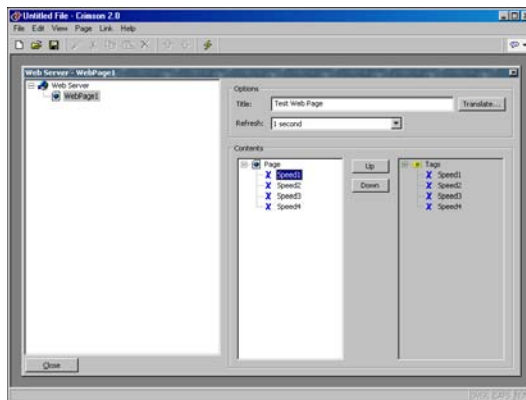 Untitled File - Crimson 2.0
File Edit View Page Link Help
Web Server - WebPage1
Web Server
WebPage1
Options
Title: Test Web Page Translate...
Refresh: 1 second
Contents
Page
Speed1
Speed2
Speed3
Speed4
Up
Down
Tags
Speed1
Speed2
Speed3
Speed4
Close
OVER CAPS